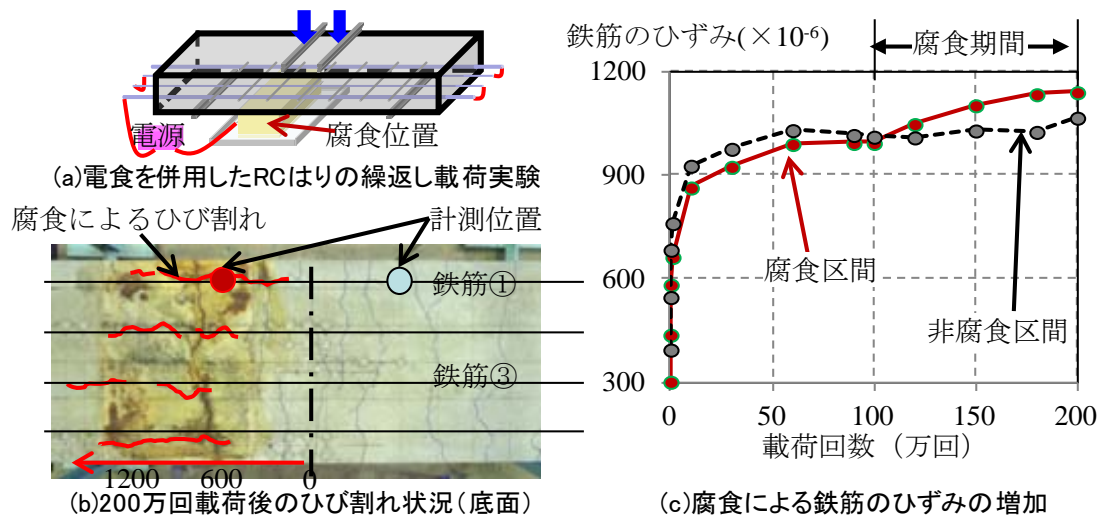 電源
腐食位置
(a)電食を併用したRCはりの繰返し載荷実験
腐食によるひび割れ
計測位置
鉄筋①
鉄筋③
1200 600 0
(b)200万回載荷後のひび割れ状況(底面)
鉄筋のひずみ(×10-6)
腐食期間
1200
900
600
300
腐食区間
非腐食区間
0 50 100 150 200
載荷回数（万回）
(c)腐食による鉄筋のひずみの増加